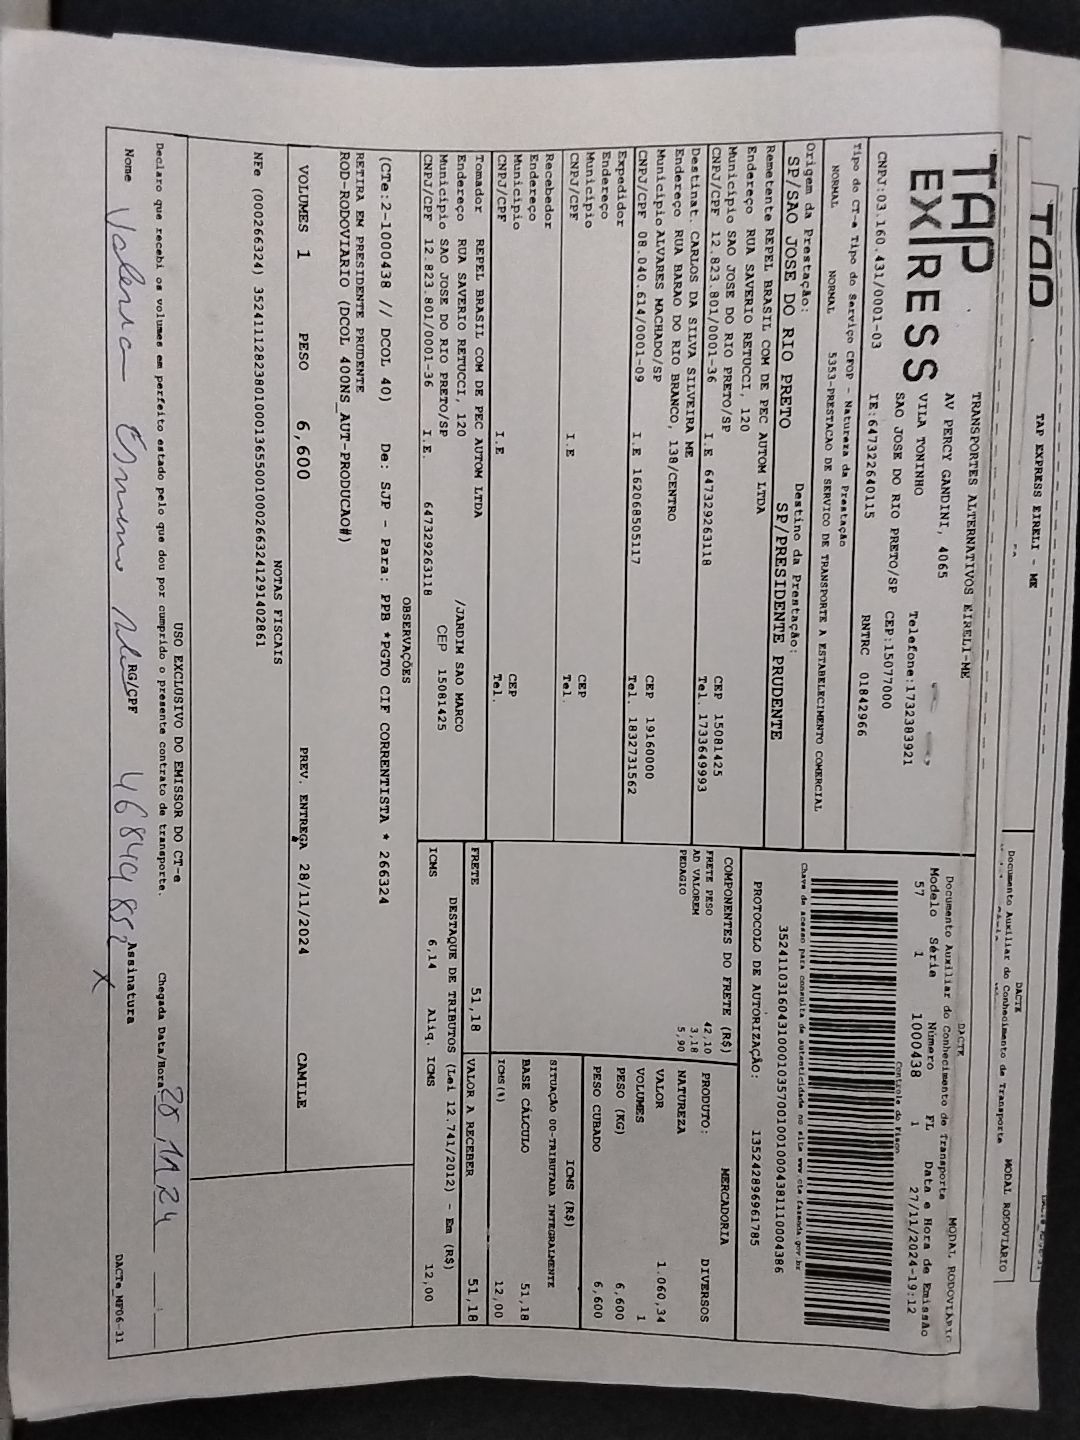 TAP EXPRESS EIRELI - ME
DACTE
Documento Auxiliar do Conhecimento de Transporte
MODAL RODOVIÁRIO
TAP
EXPRESS
TRANSPORTES ALTERNATIVOS EIRELI-ME
AV PERCY GANDINI, 4065
VILA TONINHO
SAO JOSE DO RIO PRETO/SP
Telefone:1732383921
CEP:15077000
CNPJ:03.160.431/0001-03
IE:647322640115
RNTRC 01842966
DACTE
Documento Auxiliar do Conhecimento de Transporte
MODAL RODOVIÁRIO
Modelo Série Número FL Data e Hora de Emissão
57 1 1000438 1 27/11/2024-19:12
Controle do Fisco
Chave de acesso para consulta de autenticidade no site www.cte.fazenda.gov.br
PROTOCOLO DE AUTORIZAÇÃO: 135242896961785
Tipo do CT-e Tipo do Serviço CFOP - Natureza da Prestação
NORMAL NORMAL 5353-PRESTACAO DE SERVICO DE TRANSPORTE A ESTABELECIMENTO COMERCIAL
Origem da Prestação: Destino da Prestação:
SP/SAO JOSE DO RIO PRETO SP/PRESIDENTE PRUDENTE
Remetente REPEL BRASIL COM DE PEC AUTOM LTDA
Endereço RUA SAVERIO RETUCCI, 120
Município SAO JOSE DO RIO PRETO/SP CEP 15081425
CNPJ/CPF 12.823.801/0001-36 I.E 647329263118 Tel. 1733649993
Destinat. CARLOS DA SILVA SILVEIRA ME
Endereço RUA BARAO DO RIO BRANCO, 138/CENTRO
Município ALVARES MACHADO/SP CEP 19160000
CNPJ/CPF 08.040.614/0001-09 I.E 162068505117 Tel. 1832731562
Expedidor
Endereço
Município CEP
CNPJ/CPF I.E Tel.
Recebedor
Endereço
Município CEP
CNPJ/CPF I.E Tel.
Tomador REPEL BRASIL COM DE PEC AUTOM LTDA
Endereço RUA SAVERIO RETUCCI, 120 /JARDIM SAO MARCO
Município SAO JOSE DO RIO PRETO/SP CEP 15081425
CNPJ/CPF 12.823.801/0001-36 I.E. 647329263118
COMPONENTES DO FRETE (R$)
FRETE PESO 42,10
AD VALOREM 3,18
PEDAGIO 5,90
MERCADORIA
PRODUTO: DIVERSOS
NATUREZA
VALOR 1.060,34
VOLUMES 1
PESO (KG) 6,600
PESO CUBADO 6,600
ICMS (R$)
SITUAÇÃO 00-TRIBUTADA INTEGRALMENTE
BASE CÁLCULO 51,18
ICMS(%) 12,00
FRETE 51,18 VALOR A RECEBER 51,18
DESTAQUE DE TRIBUTOS (Lei 12.741/2012) - Em (R$)
ICMS 6,14 Aliq. ICMS 12,00
OBSERVAÇÕES
(CTe:2-1000438 // DCOL 40) De: SJP - Para: PPB *PGTO CIF CORRENTISTA * 266324
RETIRA EM PRESIDENTE PRUDENTE
ROD-RODOVIARIO (DCOL 400NS_AUT-PRODUCAO#)
VOLUMES 1 PESO 6,600 PREV. ENTREGA 28/11/2024 CAMILE
NOTAS FISCAIS
USO EXCLUSIVO DO EMISSOR DO CT-e
Declaro que recebi os volumes em perfeito estado pelo que dou por cumprido o presente contrato de transporte. Chegada Data/Hora 28 11 24
Nome RG/CPF Assinatura X
DACTe_MF06-31